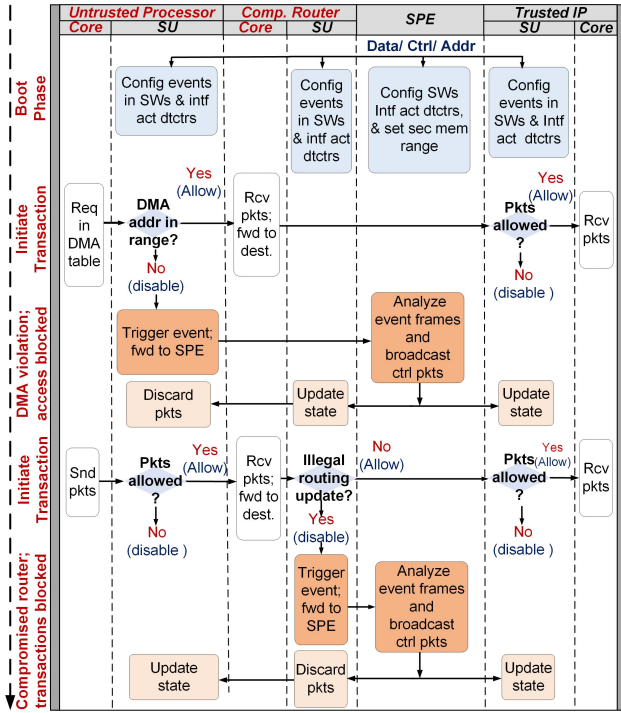 Untrusted Processor
Comp. Router
SPE
Trusted IP
Core
SU
Core
SU
SU
Core
Boot
Phase
Data/ Ctrl/ Addr
Config events
in SWs & intf
act dtctrs
Config
events
in SWs
& intf
act
dtctrs
Config SWs
Intf act dtctrs,
& set sec mem
range
Config
events in
SWs & Intf
act dtctrs
Initiate
Transaction
Req
in
DMA
table
DMA
addr in
range?
Yes
(Allow)
No
(disable)
Rcv
pkts;
fwd to
dest.
Pkts
allowed
?
Yes
(Allow)
No
(disable )
Rcv
pkts
DMA violation;
access blocked
Trigger event;
fwd to SPE
Analyze
event frames
and
broadcast
ctrl pkts
Discard
pkts
Update
state
Update
state
Initiate
Transaction
Snd
pkts
Pkts
allowed
?
Yes
(Allow)
No
(disable )
Rcv
pkts;
fwd to
dest.
Illegal
routing
update?
No
(Allow)
Yes
(disable)
Pkts
allowed
?
Yes
(Allow)
No
(disable )
Rcv
pkts
Compromised router;
transactions blocked
Trigger
event;
fwd to
SPE
Analyze
event frames
and
broadcast
ctrl pkts
Update
state
Discard
pkts
Update
state